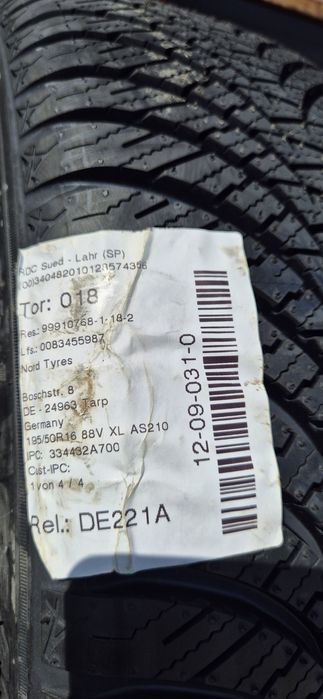 RDC Sued - Lahr (SP)
(00)340482010128574356
Tor: 018
Res.: 99910768-1-18-2
Lfs.: 0083455987
Nord Tyres
Boschstr. 8
DE - 24963 Tarp
Germany
195/50R16 88V XL AS210
IPC: 334432A700
Cust-IPC:
1 von 4 / 4
Rel.: DE221A
12-09-031-0